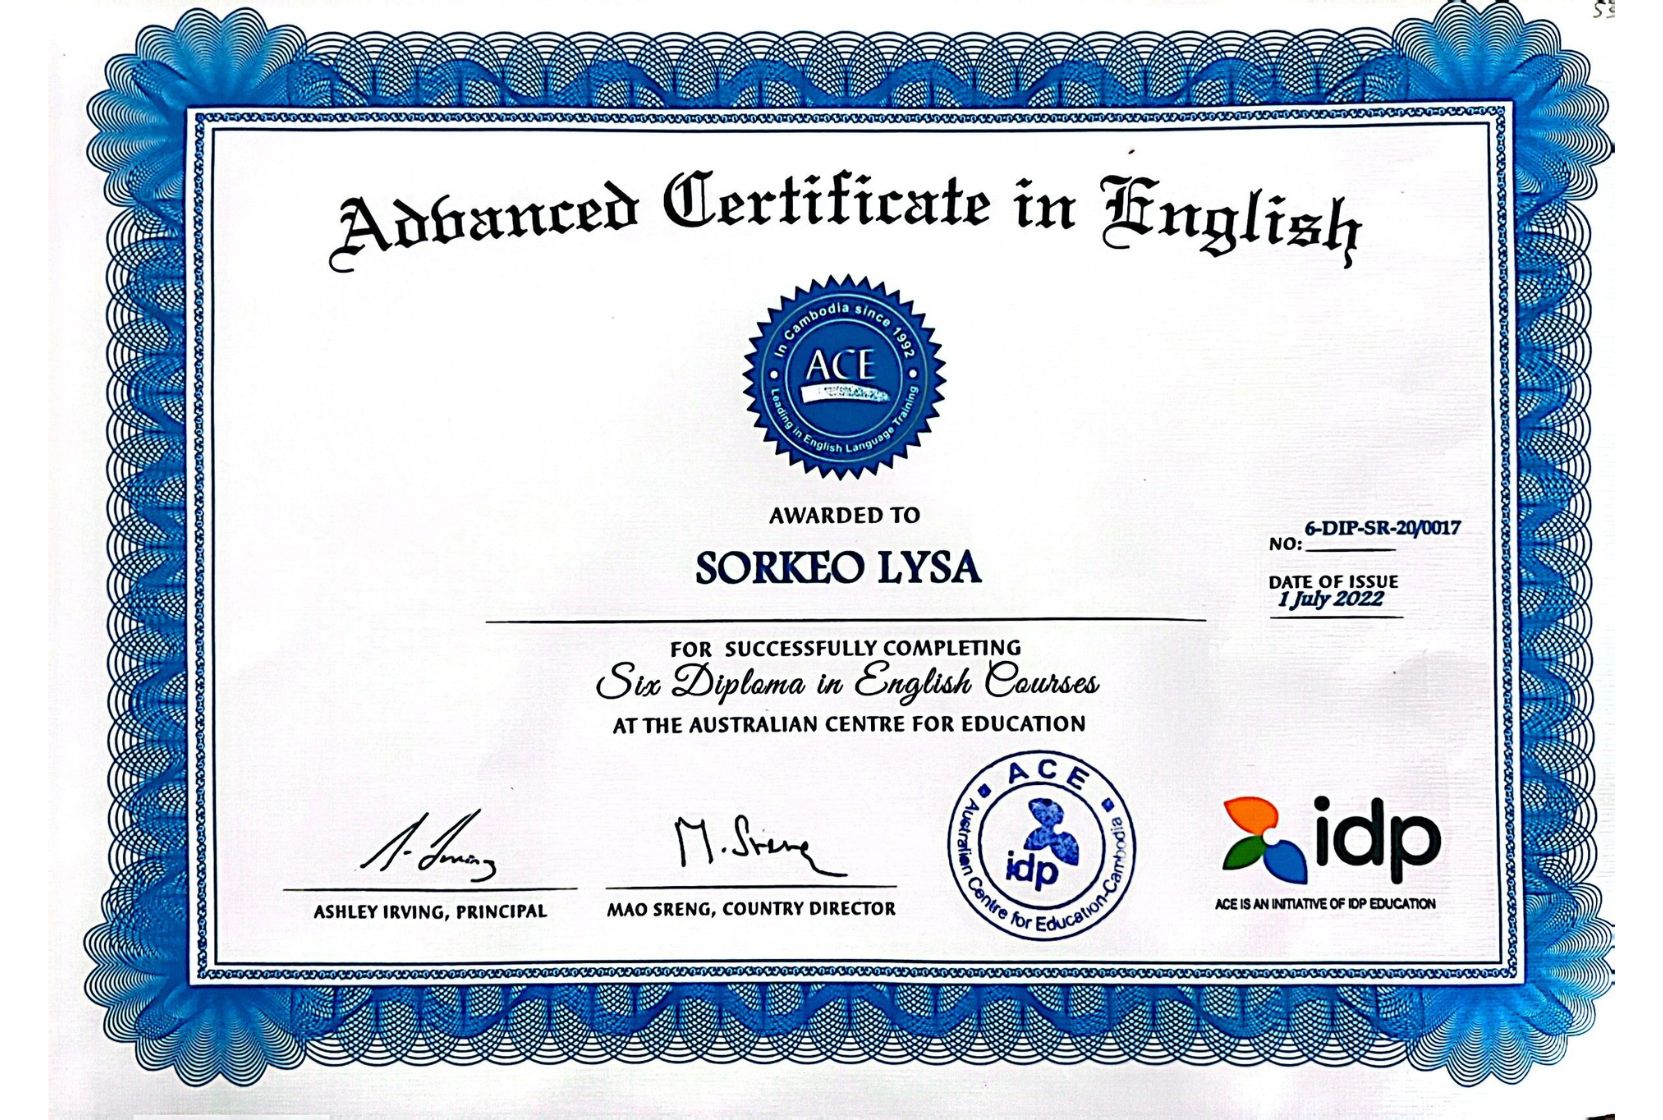 53
Advanced Certificate in English
In Cambodia since 1992
ACE
Leading in English Language Training
AWARDED TO
SORKEO LYSA
6-DIP-SR-20/0017
NO:
DATE OF ISSUE
1 July 2022
FOR SUCCESSFULLY COMPLETING
Six Diploma in English Courses
AT THE AUSTRALIAN CENTRE FOR EDUCATION
A. Irving
M. Sreng
ACE
idp
Australian Centre for Education-Cambodia
idp
ASHLEY IRVING, PRINCIPAL
MAO SRENG, COUNTRY DIRECTOR
ACE IS AN INITIATIVE OF IDP EDUCATION